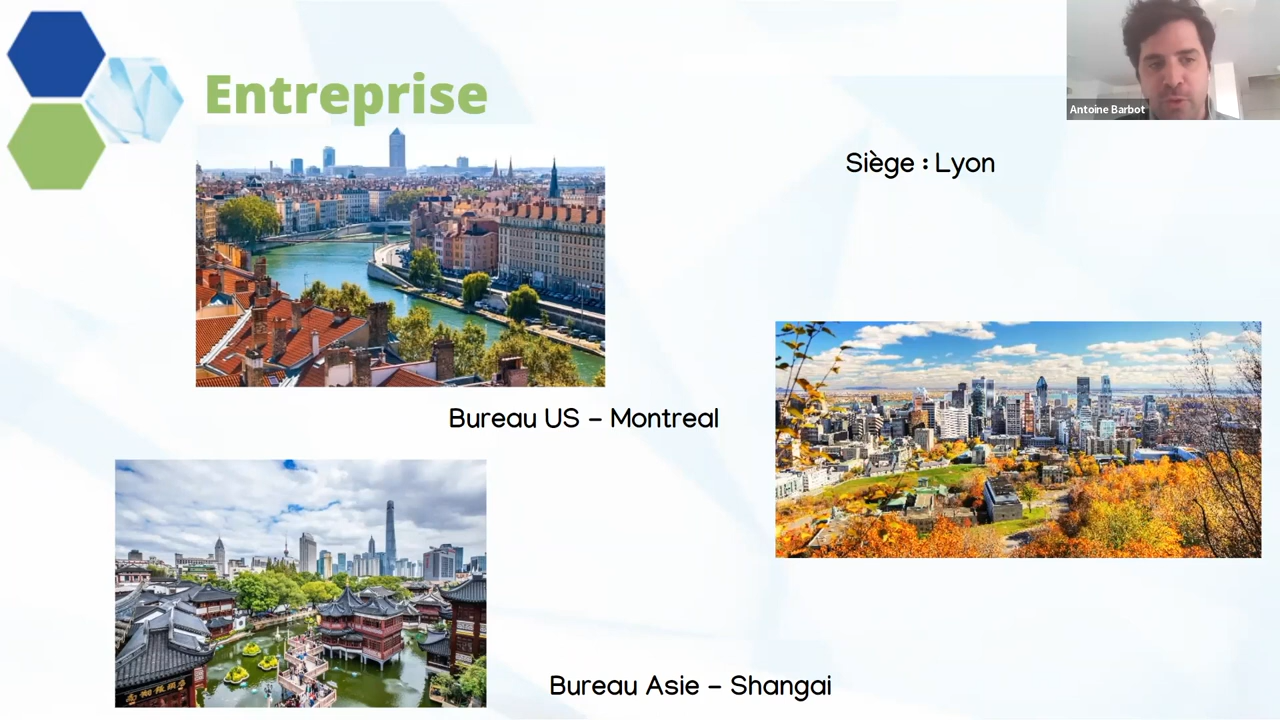 Antoine Barbot
Entreprise
Siège : Lyon
Bureau US – Montreal
Bureau Asie – Shangai